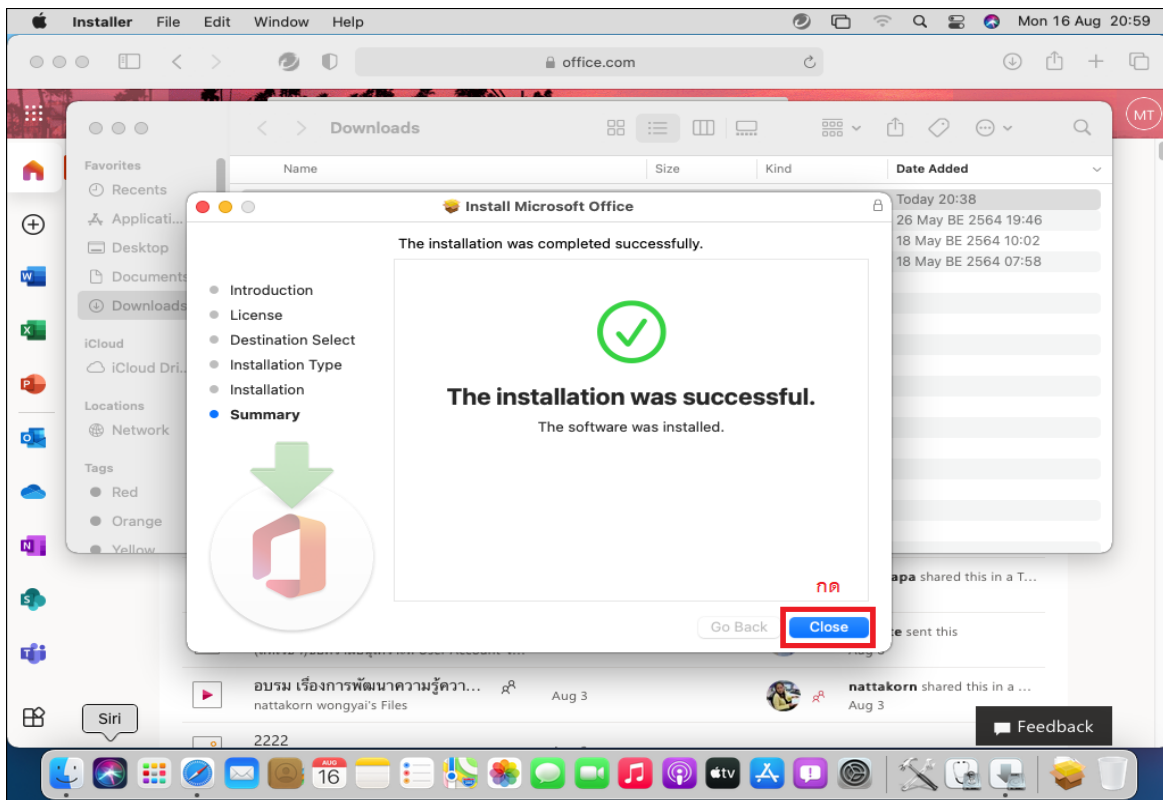 Installer File Edit Window Help Mon 16 Aug 20:59
office.com
MT
Downloads
Favorites
Recents
Applicati...
Desktop
Documents
Downloads
iCloud
iCloud Dri...
Locations
Network
Tags
Red
Orange
Yellow
Name Size Kind Date Added
Today 20:38
26 May BE 2564 19:46
18 May BE 2564 10:02
18 May BE 2564 07:58
Install Microsoft Office
The installation was completed successfully.
Introduction
License
Destination Select
Installation Type
Installation
Summary
The installation was successful.
The software was installed.
กด
Go Back Close
apa shared this in a T...
sent this
อบรม เรื่องการพัฒนาความรู้ควา... Aug 3 nattakorn shared this in a ...
nattakorn wongyai's Files Aug 3
2222
Siri
Feedback
AUG
16
tv